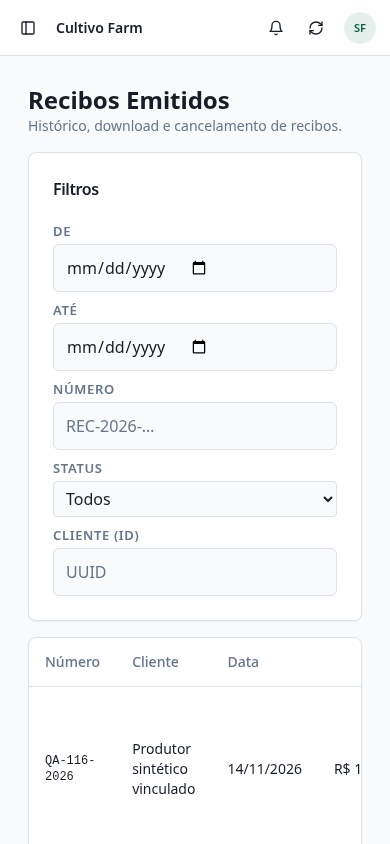 Cultivo Farm
SF
Recibos Emitidos
Histórico, download e cancelamento de recibos.
Filtros
DE
mm/dd/yyyy
ATÉ
mm/dd/yyyy
NÚMERO
REC-2026-...
STATUS
Todos
CLIENTE (ID)
UUID
Número Cliente Data
QA-116-
2026
Produtor
sintético
vinculado
14/11/2026
R$ 1